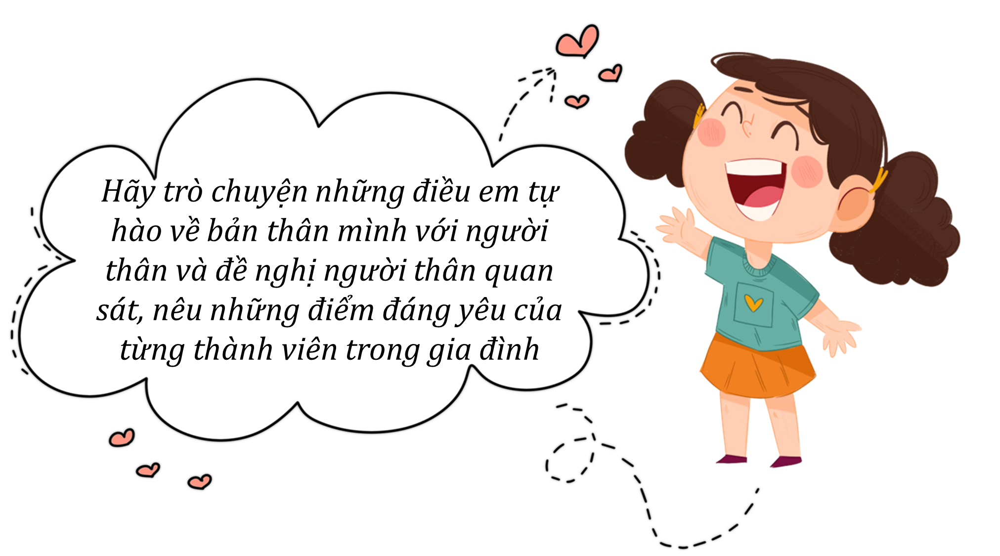 Hãy trò chuyện những điều em tự
hào về bản thân mình với người
thân và đề nghị người thân quan
sát, nêu những điểm đáng yêu của
từng thành viên trong gia đình